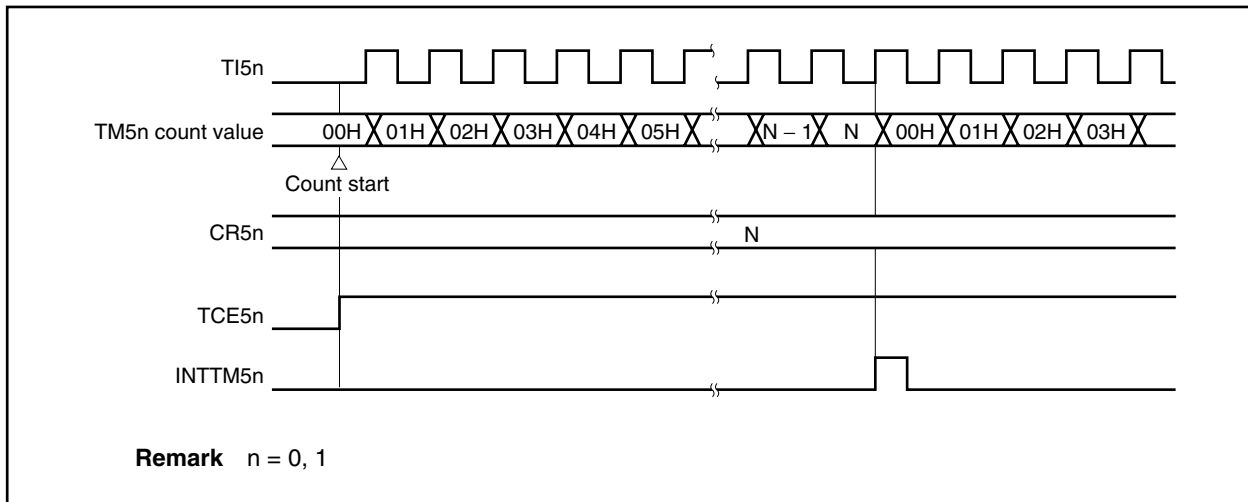 TI5n
TM5n count value 00H 01H 02H 03H 04H 05H N – 1 N 00H 01H 02H 03H
Count start
CR5n N
TCE5n
INTTM5n
Remark n = 0, 1